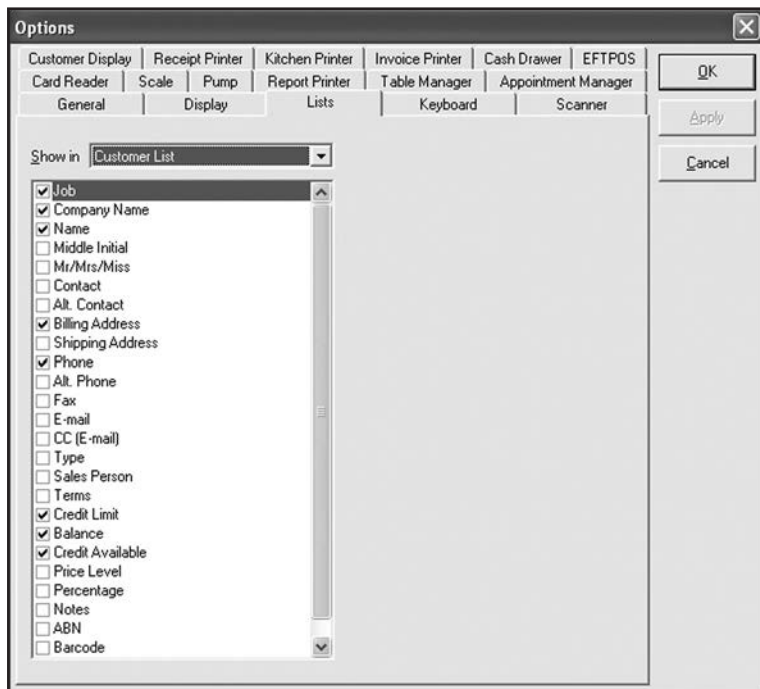 Options
Customer Display Receipt Printer Kitchen Printer Invoice Printer Cash Drawer EFTPOS
Card Reader Scale Pump Report Printer Table Manager Appointment Manager
General Display Lists Keyboard Scanner
OK
Apply
Cancel
Show in Customer List
Job
Company Name
Name
Middle Initial
Mr/Mrs/Miss
Contact
Alt. Contact
Billing Address
Shipping Address
Phone
Alt. Phone
Fax
E-mail
CC (E-mail)
Type
Sales Person
Terms
Credit Limit
Balance
Credit Available
Price Level
Percentage
Notes
ABN
Barcode